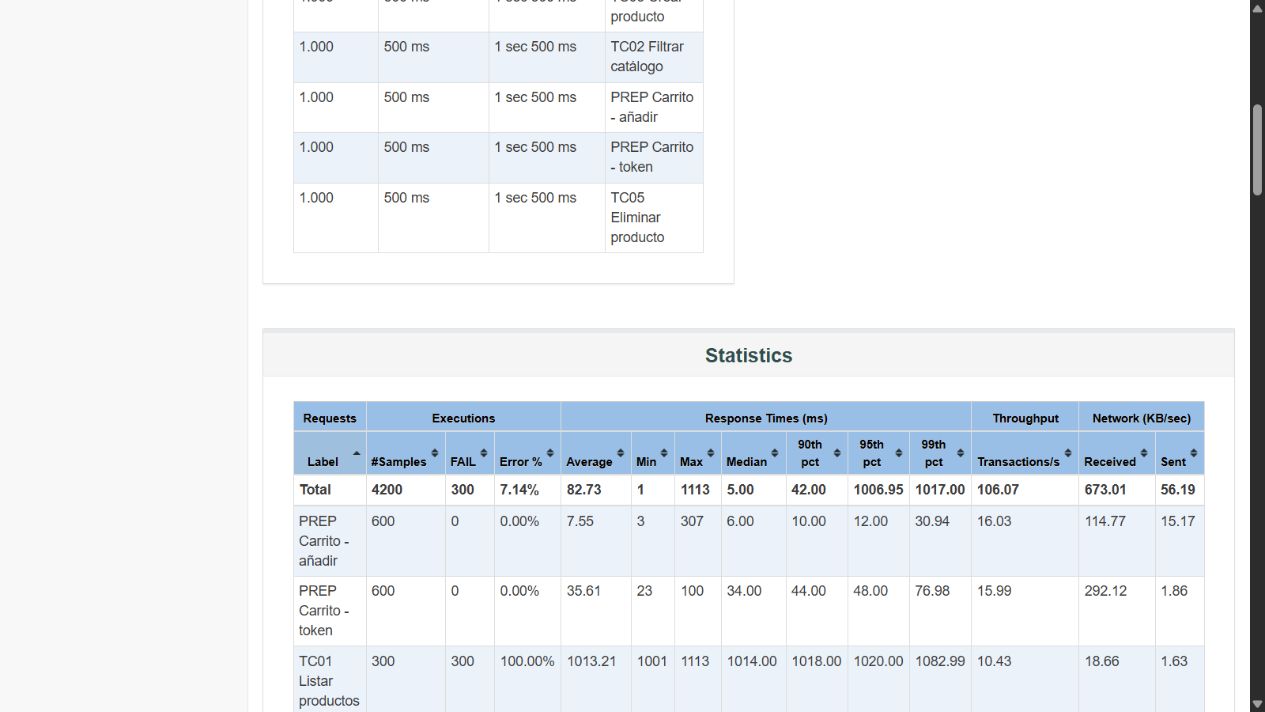 producto
1.000 500 ms 1 sec 500 ms TC02 Filtrar
catálogo
1.000 500 ms 1 sec 500 ms PREP Carrito
- añadir
1.000 500 ms 1 sec 500 ms PREP Carrito
- token
1.000 500 ms 1 sec 500 ms TC05
Eliminar
producto
Statistics
Requests Executions Response Times (ms) Throughput Network (KB/sec)
Label #Samples FAIL Error % Average Min Max Median 90th pct 95th pct 99th pct Transactions/s Received Sent
Total 4200 300 7.14% 82.73 1 1113 5.00 42.00 1006.95 1017.00 106.07 673.01 56.19
PREP 600 0 0.00% 7.55 3 307 6.00 10.00 12.00 30.94 16.03 114.77 15.17
Carrito -
añadir
PREP 600 0 0.00% 35.61 23 100 34.00 44.00 48.00 76.98 15.99 292.12 1.86
Carrito -
token
TC01 300 300 100.00% 1013.21 1001 1113 1014.00 1018.00 1020.00 1082.99 10.43 18.66 1.63
Listar
productos